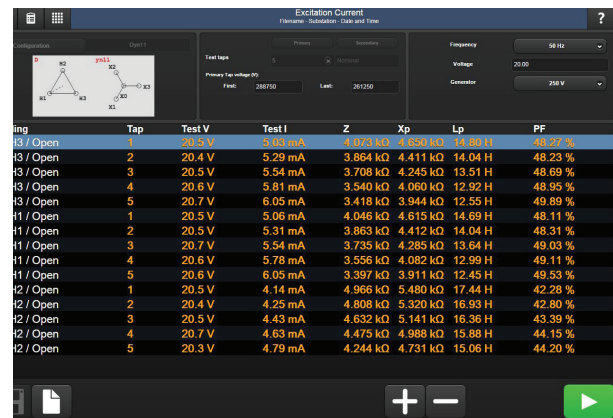 Excitation Current
Filename - Substation - Date and Time
?
Configuration Dyn11
D H2 H1 H3
yn11 X2 X3 X0 X1
Primary Secondary
Test taps 5 Nominal
Primary Tap voltage (V):
First: 288750 Last: 261250
Frequency 50 Hz
Voltage 20.00
Generator 250 V
ing Tap Test V Test I Z Xp Lp PF
H3 / Open 1 20.5 V 5.03 mA 4.073 kΩ 4.650 kΩ 14.80 H 48.27 %
H3 / Open 2 20.4 V 5.29 mA 3.864 kΩ 4.411 kΩ 14.04 H 48.23 %
H3 / Open 3 20.5 V 5.54 mA 3.708 kΩ 4.245 kΩ 13.51 H 48.69 %
H3 / Open 4 20.6 V 5.81 mA 3.540 kΩ 4.060 kΩ 12.92 H 48.95 %
H3 / Open 5 20.7 V 6.05 mA 3.418 kΩ 3.944 kΩ 12.55 H 49.89 %
H1 / Open 1 20.5 V 5.06 mA 4.046 kΩ 4.615 kΩ 14.69 H 48.11 %
H1 / Open 2 20.5 V 5.31 mA 3.863 kΩ 4.412 kΩ 14.04 H 48.31 %
H1 / Open 3 20.7 V 5.54 mA 3.735 kΩ 4.285 kΩ 13.64 H 49.03 %
H1 / Open 4 20.6 V 5.78 mA 3.556 kΩ 4.082 kΩ 12.99 H 49.11 %
H1 / Open 5 20.6 V 6.05 mA 3.397 kΩ 3.911 kΩ 12.45 H 49.53 %
H2 / Open 1 20.5 V 4.14 mA 4.966 kΩ 5.480 kΩ 17.44 H 42.28 %
H2 / Open 2 20.4 V 4.25 mA 4.808 kΩ 5.320 kΩ 16.93 H 42.80 %
H2 / Open 3 20.5 V 4.43 mA 4.632 kΩ 5.141 kΩ 16.36 H 43.39 %
H2 / Open 4 20.7 V 4.63 mA 4.475 kΩ 4.988 kΩ 15.88 H 44.15 %
H2 / Open 5 20.3 V 4.79 mA 4.244 kΩ 4.731 kΩ 15.06 H 44.20 %